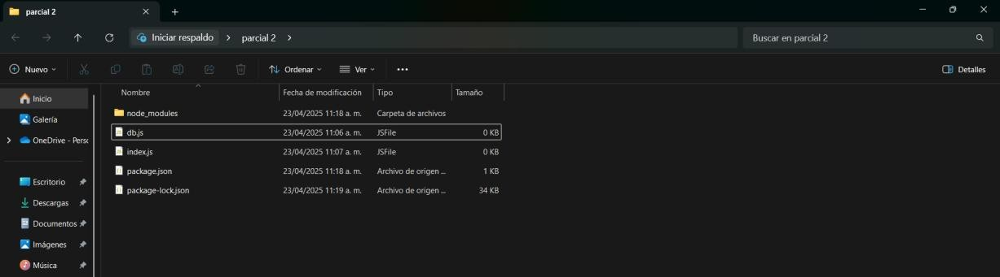 parcial 2
Iniciar respaldo > parcial 2 >
Buscar en parcial 2
Nuevo
Ordenar
Ver
Detalles
Nombre Fecha de modificación Tipo Tamaño
node_modules 23/04/2025 11:18 a. m. Carpeta de archivos
db.js 23/04/2025 11:06 a. m. JSFile 0 KB
index.js 23/04/2025 11:07 a. m. JSFile 0 KB
package.json 23/04/2025 11:18 a. m. Archivo de origen ... 1 KB
package-lock.json 23/04/2025 11:19 a. m. Archivo de origen ... 34 KB
Inicio
Galería
OneDrive - Perso
Escritorio
Descargas
Documentos
Imágenes
Música